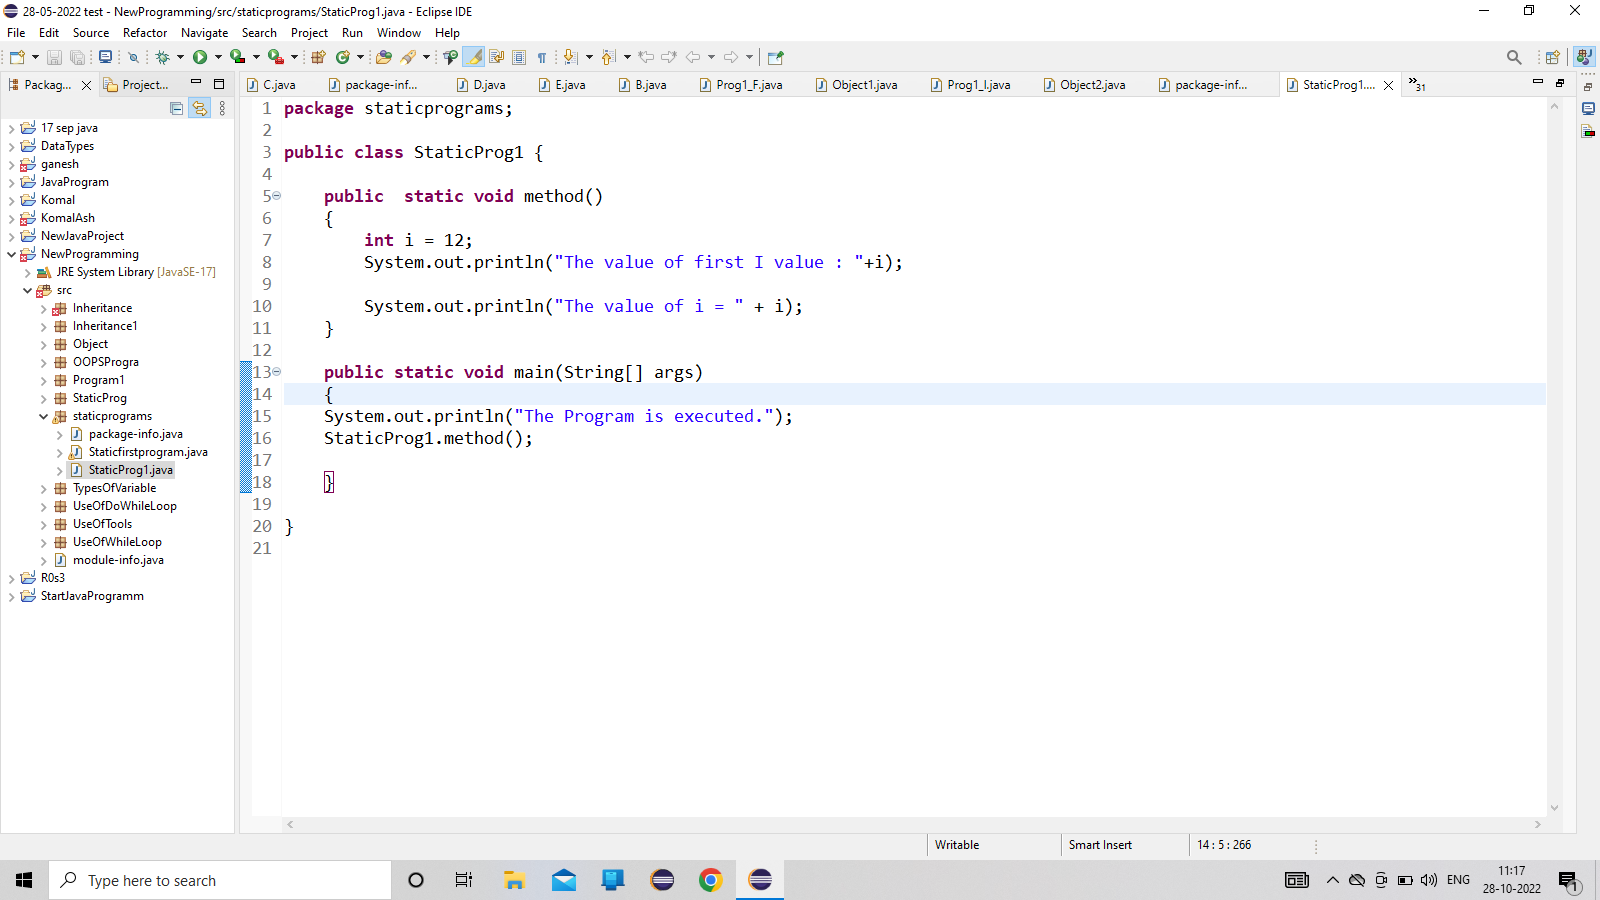 28-05-2022 test - NewProgramming/src/staticprograms/StaticProg1.java - Eclipse IDE
File Edit Source Refactor Navigate Search Project Run Window Help
Packag... Project...
C.java package-inf... D.java E.java B.java Prog1_F.java Object1.java Prog1_I.java Object2.java package-inf... StaticProg1.... »31
17 sep java
DataTypes
ganesh
JavaProgram
Komal
KomalAsh
NewJavaProject
NewProgramming
JRE System Library [JavaSE-17]
src
Inheritance
Inheritance1
Object
OOPSProgra
Program1
StaticProg
staticprograms
package-info.java
Staticfirstprogram.java
StaticProg1.java
TypesOfVariable
UseOfDoWhileLoop
UseOfTools
UseOfWhileLoop
module-info.java
R0s3
StartJavaProgramm
1 package staticprograms;
2
3 public class StaticProg1 {
4
5 public  static void method()
6 {
7 int i = 12;
8 System.out.println("The value of first I value : "+i);
9
10 System.out.println("The value of i = " + i);
11 }
12
13 public static void main(String[] args)
14 {
15 System.out.println("The Program is executed.");
16 StaticProg1.method();
17
18 }
19
20 }
21
Writable Smart Insert 14 : 5 : 266
Type here to search
ENG
11:17
28-10-2022
1